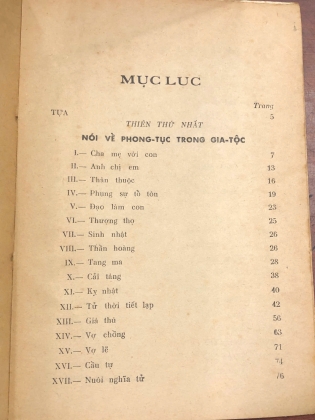 MỤC LỤC
Trang
TỰA 5
THIÊN THỨ NHẤT
NÓI VỀ PHONG-TỤC TRONG GIA-TỘC
I.— Cha mẹ với con 7
II.— Anh chị em 13
III.— Thân thuộc 16
IV.— Phụng sự tổ tôn 19
V.— Đạo làm con 23
VI.— Thượng thọ 25
VII.— Sinh nhật 26
VIII.— Thần hoàng 26
IX.— Tang ma 28
X.— Cải táng 38
XI.— Kỵ nhật 40
XII.— Tứ thời tiết lạp 42
XIII.— Giá thú 56
XIV.— Vợ chồng 63
XV.— Vợ lẽ 71
XVI.— Cầu tự 74
XVII.— Nuôi nghĩa tử 76